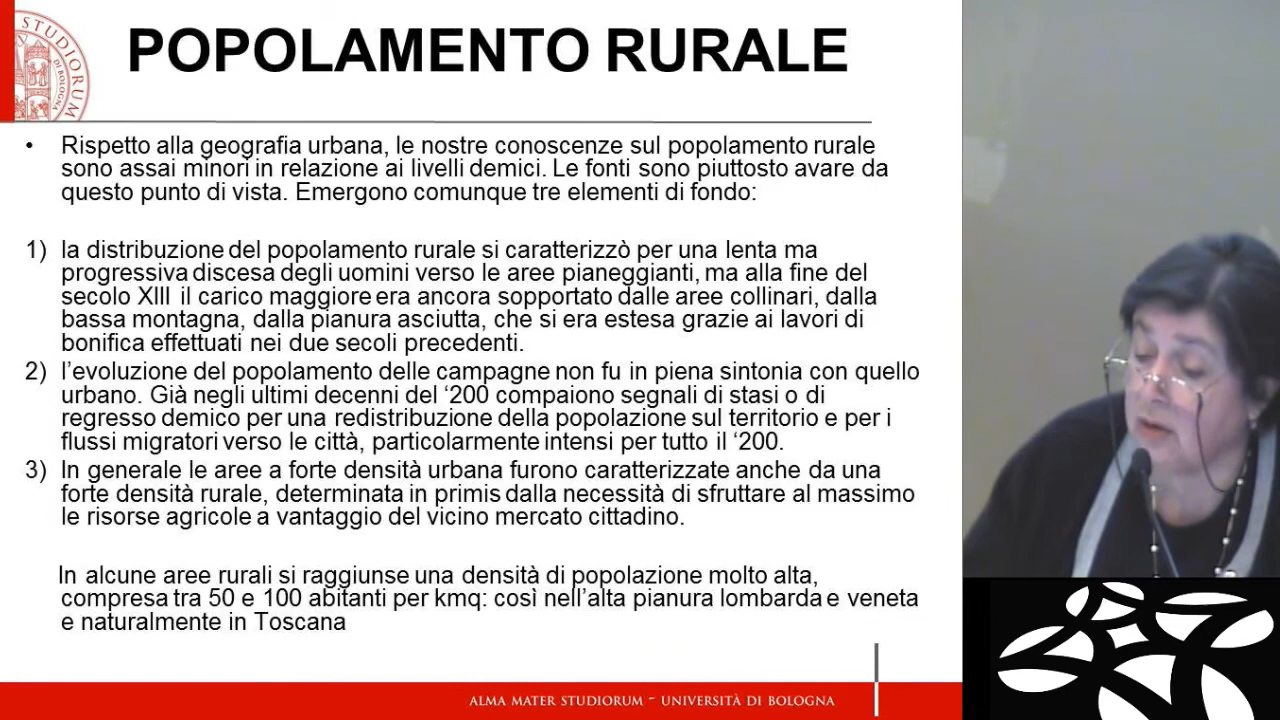 POPOLAMENTO RURALE
STUDIORUM
DI BOLOGNA
• Rispetto alla geografia urbana, le nostre conoscenze sul popolamento rurale
sono assai minori in relazione ai livelli demici. Le fonti sono piuttosto avare da
questo punto di vista. Emergono comunque tre elementi di fondo:
1) la distribuzione del popolamento rurale si caratterizzò per una lenta ma
progressiva discesa degli uomini verso le aree pianeggianti, ma alla fine del
secolo XIII il carico maggiore era ancora sopportato dalle aree collinari, dalla
bassa montagna, dalla pianura asciutta, che si era estesa grazie ai lavori di
bonifica effettuati nei due secoli precedenti.
2) l’evoluzione del popolamento delle campagne non fu in piena sintonia con quello
urbano. Già negli ultimi decenni del ‘200 compaiono segnali di stasi o di
regresso demico per una redistribuzione della popolazione sul territorio e per i
flussi migratori verso le città, particolarmente intensi per tutto il ‘200.
3) In generale le aree a forte densità urbana furono caratterizzate anche da una
forte densità rurale, determinata in primis dalla necessità di sfruttare al massimo
le risorse agricole a vantaggio del vicino mercato cittadino.
In alcune aree rurali si raggiunse una densità di popolazione molto alta,
compresa tra 50 e 100 abitanti per kmq: così nell’alta pianura lombarda e veneta
e naturalmente in Toscana
ALMA MATER STUDIORUM ~ UNIVERSITÀ DI BOLOGNA